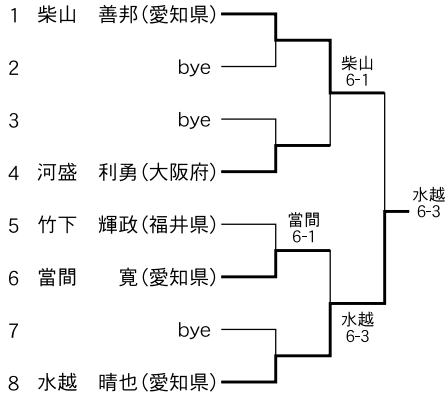 1 柴山 善邦(愛知県)
2 bye
3 bye
4 河盛 利勇(大阪府)
5 竹下 輝政(福井県)
6 當間 寛(愛知県)
7 bye
8 水越 晴也(愛知県)
當間
6-1
柴山
6-1
水越
6-3
水越
6-3